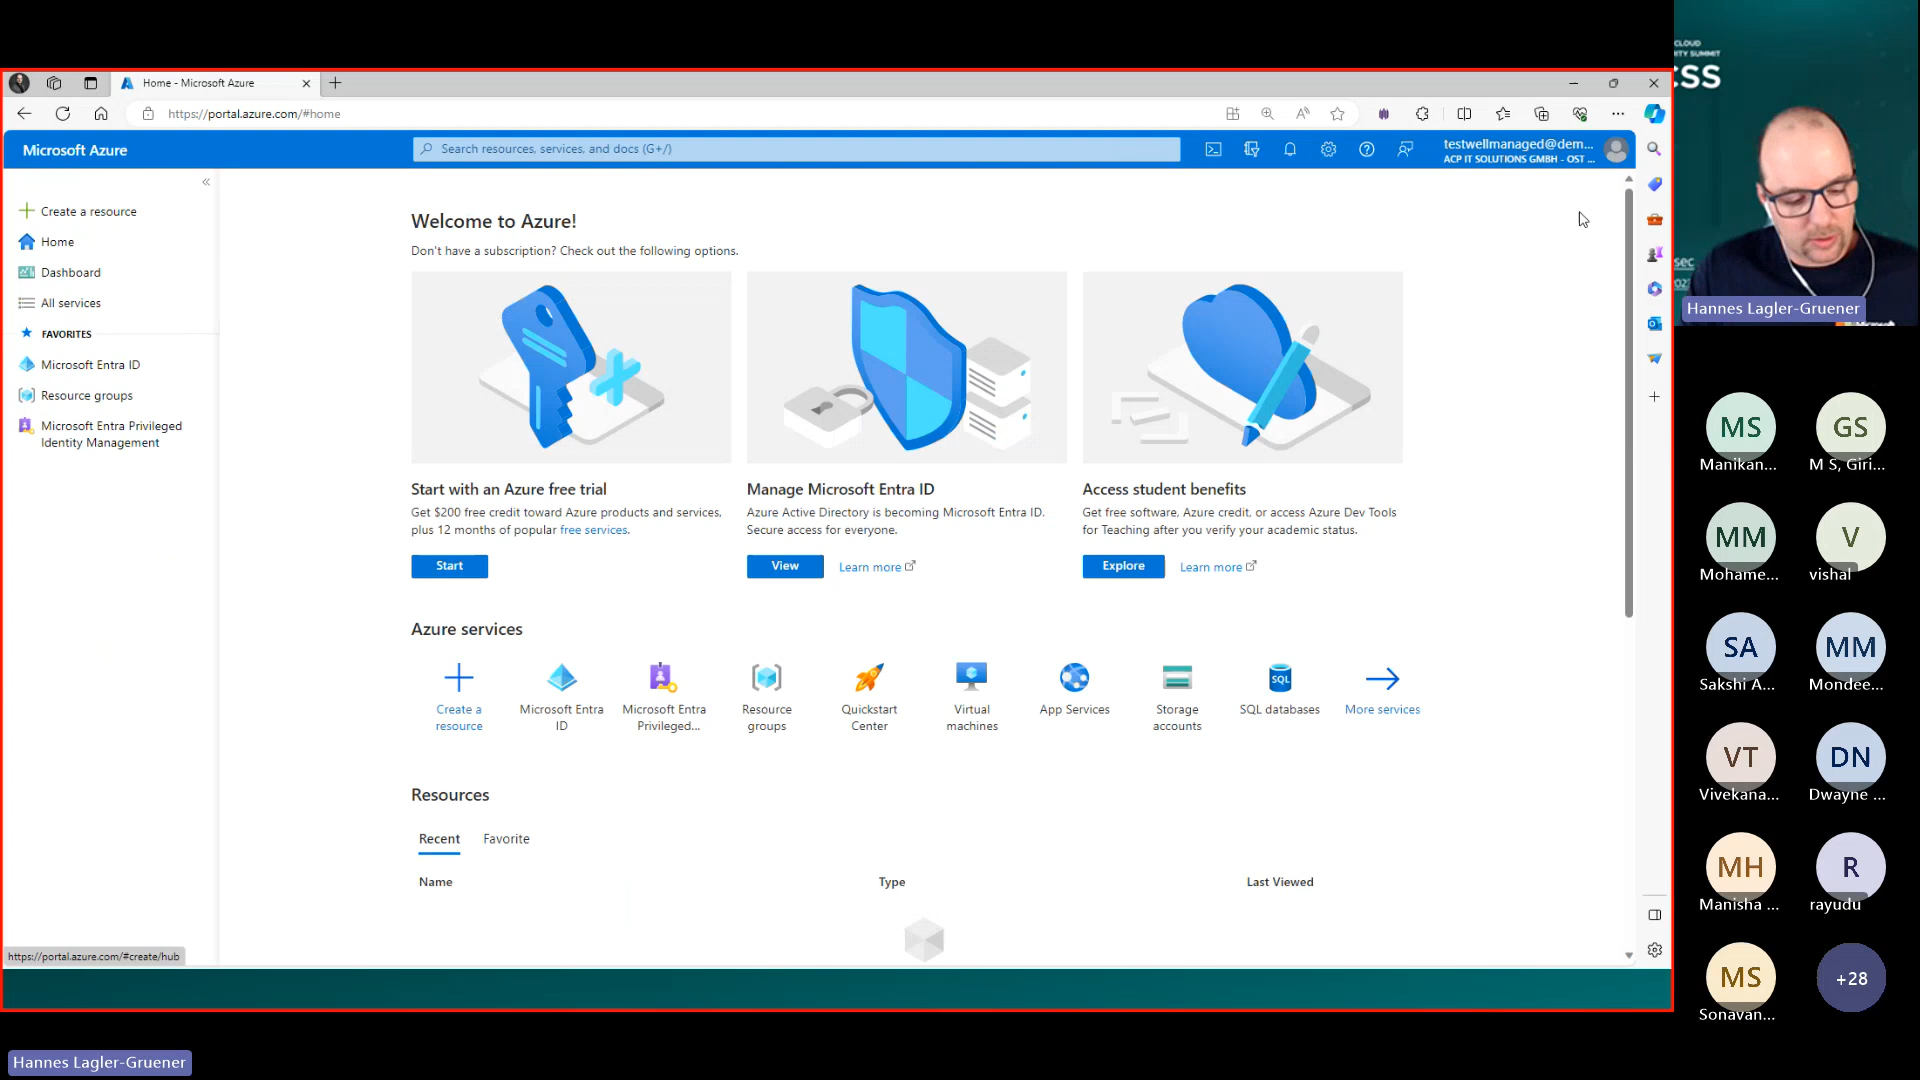 Home - Microsoft Azure
https://portal.azure.com/#home
Microsoft Azure
Search resources, services, and docs (G+/)
testwellmanaged@dem...
ACP IT SOLUTIONS GMBH - OST ...
Create a resource
Home
Dashboard
All services
FAVORITES
Microsoft Entra ID
Resource groups
Microsoft Entra Privileged
Identity Management
https://portal.azure.com/#create/hub
Welcome to Azure!
Don't have a subscription? Check out the following options.
Start with an Azure free trial
Get $200 free credit toward Azure products and services,
plus 12 months of popular free services.
Start
Manage Microsoft Entra ID
Azure Active Directory is becoming Microsoft Entra ID.
Secure access for everyone.
View
Learn more
Access student benefits
Get free software, Azure credit, or access Azure Dev Tools
for Teaching after you verify your academic status.
Explore
Learn more
Azure services
Create a
resource
Microsoft Entra
ID
Microsoft Entra
Privileged...
Resource
groups
Quickstart
Center
Virtual
machines
App Services
Storage
accounts
SQL
SQL databases
More services
Resources
Recent
Favorite
Name
Type
Last Viewed
CLOUD
ITY SUMMIT
CSS
sec
Hannes Lagler-Gruener
Microsoft
MS
Manikan...
GS
M S, Giri...
MM
Mohame...
V
vishal
SA
Sakshi A...
MM
Mondee...
VT
Vivekana...
DN
Dwayne ...
MH
Manisha ...
R
rayudu
MS
Sonavan...
+28
Hannes Lagler-Gruener